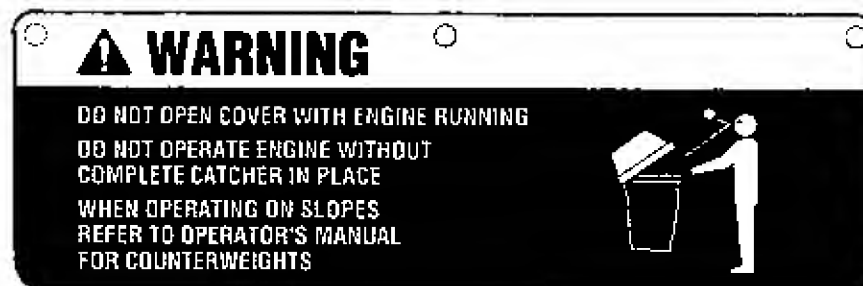 WARNING
DO NOT OPEN COVER WITH ENGINE RUNNING
DO NOT OPERATE ENGINE WITHOUT
COMPLETE CATCHER IN PLACE
WHEN OPERATING ON SLOPES
REFER TO OPERATOR'S MANUAL
FOR COUNTERWEIGHTS